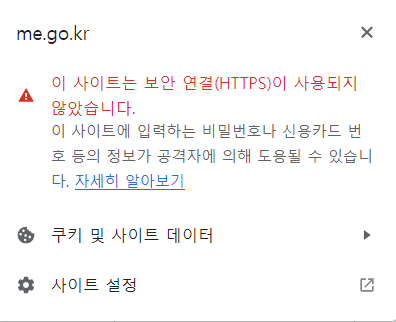 me.go.kr
이 사이트는 보안 연결(HTTPS)이 사용되지
않았습니다.
이 사이트에 입력하는 비밀번호나 신용카드 번
호 등의 정보가 공격자에 의해 도용될 수 있습니
다. 자세히 알아보기
쿠키 및 사이트 데이터
사이트 설정